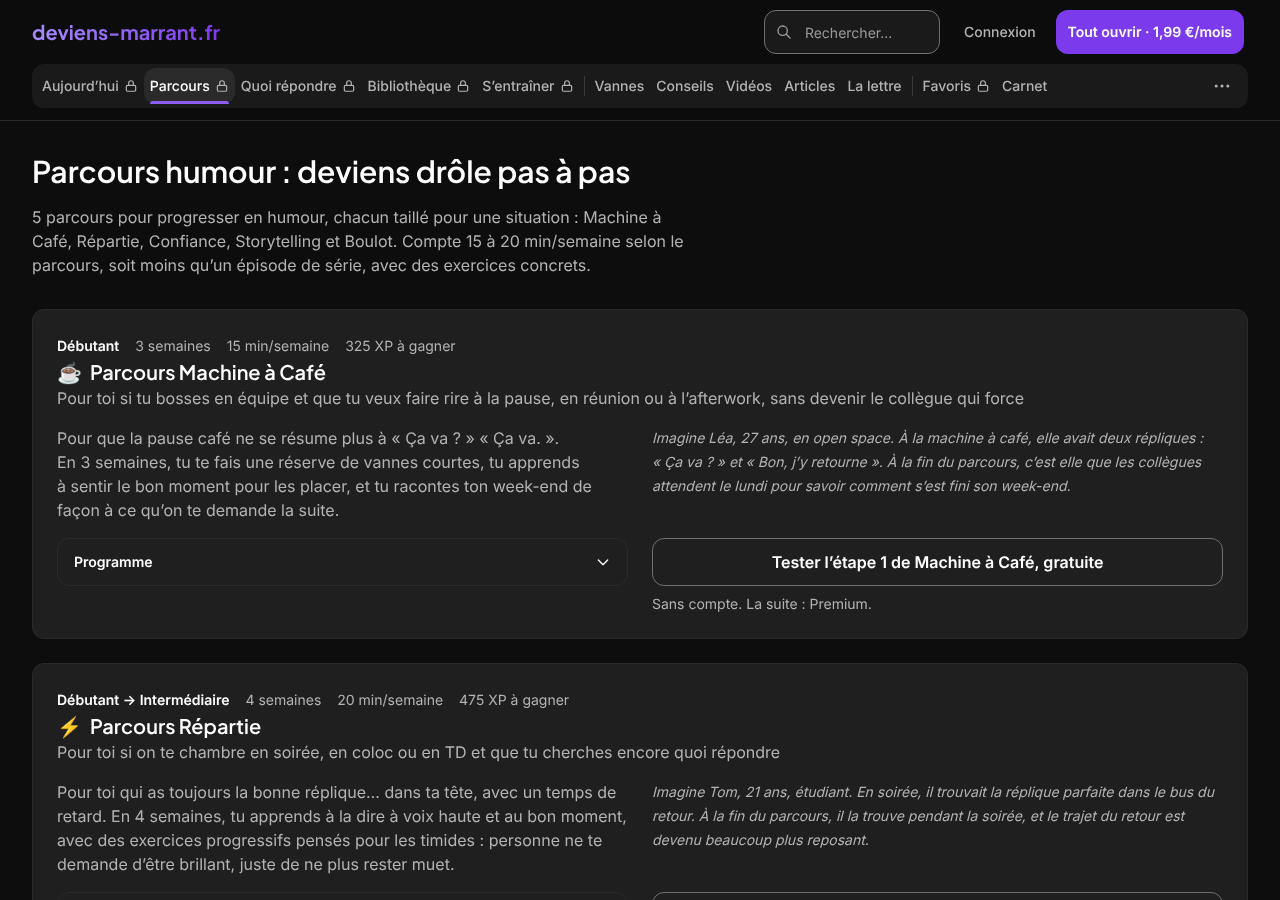 deviens-marrant.fr
Rechercher...
Connexion
Tout ouvrir · 1,99 €/mois
Aujourd’hui
Parcours
Quoi répondre
Bibliothèque
S’entraîner
Vannes
Conseils
Vidéos
Articles
La lettre
Favoris
Carnet
Parcours humour : deviens drôle pas à pas
5 parcours pour progresser en humour, chacun taillé pour une situation : Machine à
Café, Répartie, Confiance, Storytelling et Boulot. Compte 15 à 20 min/semaine selon le
parcours, soit moins qu’un épisode de série, avec des exercices concrets.
Débutant 3 semaines 15 min/semaine 325 XP à gagner
☕ Parcours Machine à Café
Pour toi si tu bosses en équipe et que tu veux faire rire à la pause, en réunion ou à l’afterwork, sans devenir le collègue qui force
Pour que la pause café ne se résume plus à « Ça va ? » « Ça va. ».
En 3 semaines, tu te fais une réserve de vannes courtes, tu apprends
à sentir le bon moment pour les placer, et tu racontes ton week-end de
façon à ce qu’on te demande la suite.
Imagine Léa, 27 ans, en open space. À la machine à café, elle avait deux répliques :
« Ça va ? » et « Bon, j’y retourne ». À la fin du parcours, c’est elle que les collègues
attendent le lundi pour savoir comment s’est fini son week-end.
Programme
Tester l’étape 1 de Machine à Café, gratuite
Sans compte. La suite : Premium.
Débutant → Intermédiaire 4 semaines 20 min/semaine 475 XP à gagner
⚡ Parcours Répartie
Pour toi si on te chambre en soirée, en coloc ou en TD et que tu cherches encore quoi répondre
Pour toi qui as toujours la bonne réplique… dans ta tête, avec un temps de
retard. En 4 semaines, tu apprends à la dire à voix haute et au bon moment,
avec des exercices progressifs pensés pour les timides : personne ne te
demande d’être brillant, juste de ne plus rester muet.
Imagine Tom, 21 ans, étudiant. En soirée, il trouvait la réplique parfaite dans le bus du
retour. À la fin du parcours, il la trouve pendant la soirée, et le trajet du retour est
devenu beaucoup plus reposant.